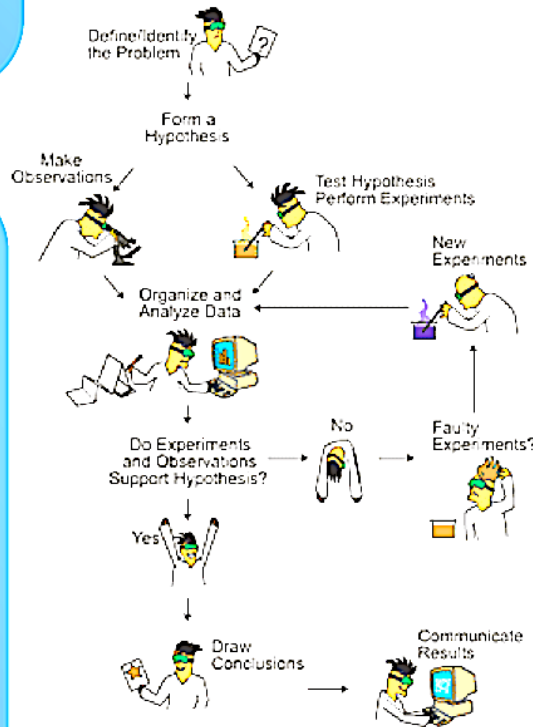 Define/Identify
the Problem
?
Form a
Hypothesis
Make
Observations
Test Hypothesis
Perform Experiments
New
Experiments
Organize and
Analyze Data
No
Faulty
Experiments?
Do Experiments
and Observations
Support Hypothesis?
Yes
Draw
Conclusions
Communicate
Results